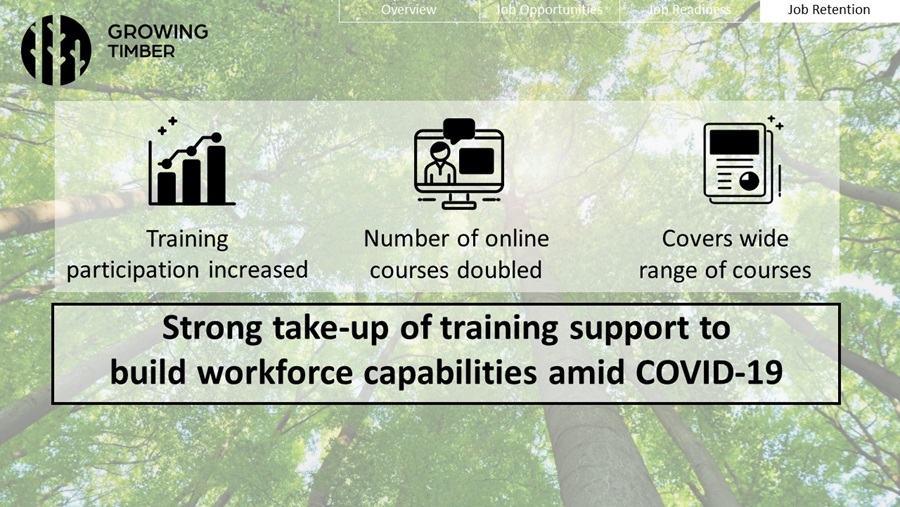 Overview
Job Opportunities
Job Readiness
Job Retention
GROWING
TIMBER
Training
participation increased
Number of online
courses doubled
Covers wide
range of courses
Strong take-up of training support to
build workforce capabilities amid COVID-19